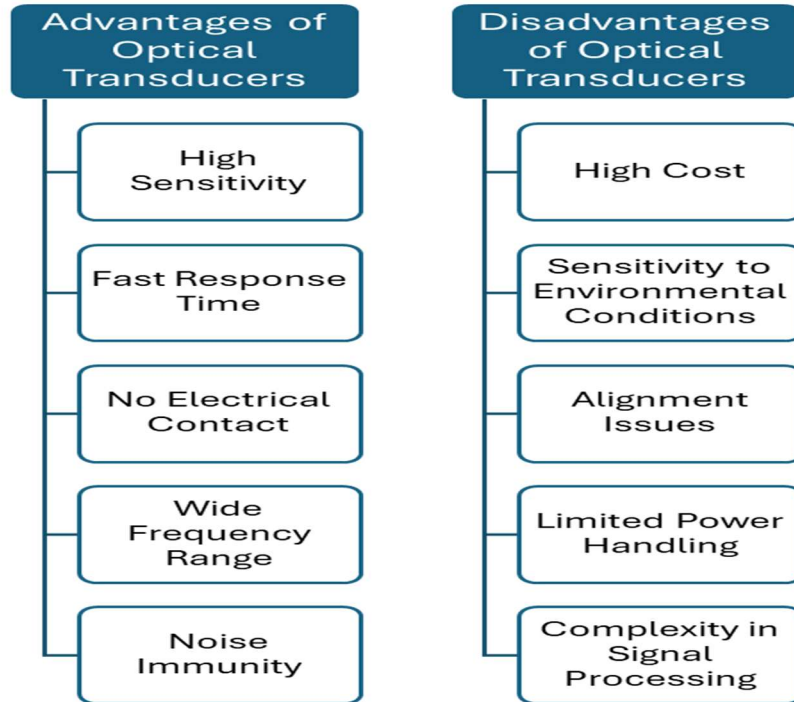 Advantages of
Optical
Transducers
High
Sensitivity
Fast Response
Time
No Electrical
Contact
Wide
Frequency
Range
Noise
Immunity
Disadvantages
of Optical
Transducers
High Cost
Sensitivity to
Environmental
Conditions
Alignment
Issues
Limited Power
Handling
Complexity in
Signal
Processing